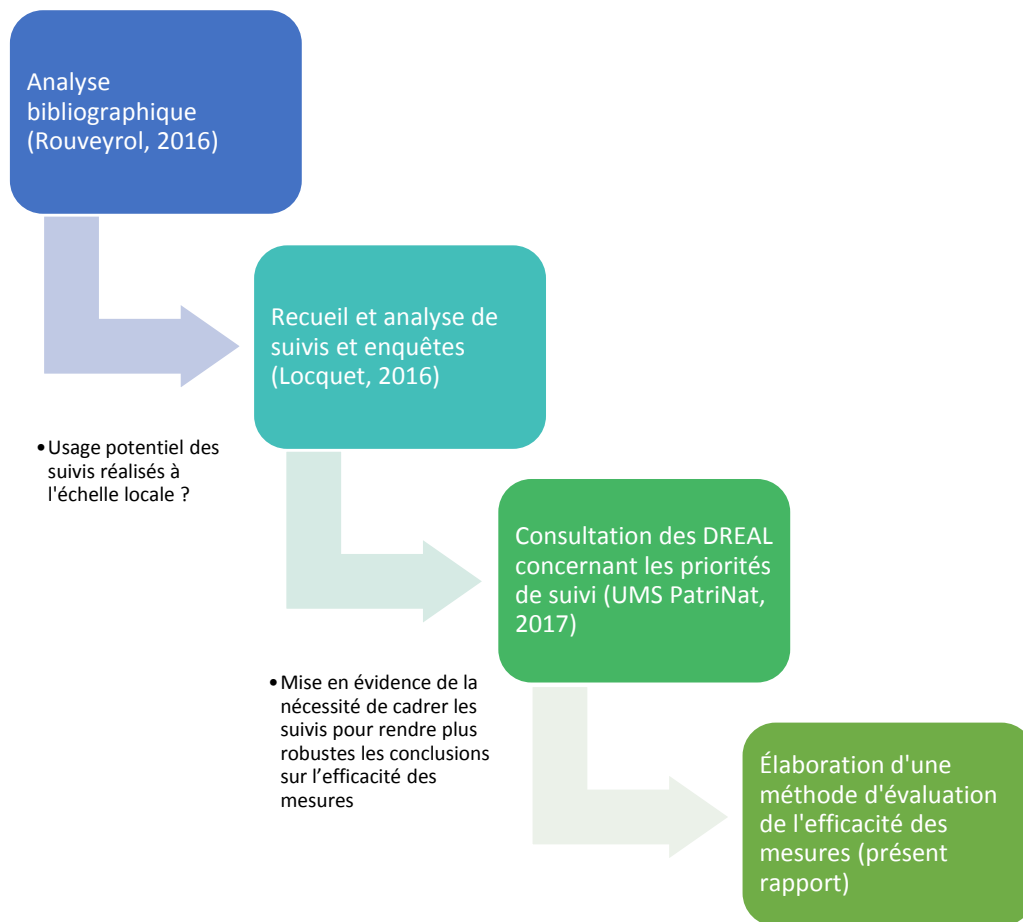 Analyse
bibliographique
(Rouveyrol, 2016)
Recueil et analyse de
suivis et enquêtes
(Locquet, 2016)
•Usage potentiel des
suivis réalisés à
l'échelle locale ?
Consultation des DREAL
concernant les priorités
de suivi (UMS PatriNat,
2017)
•Mise en évidence de la
nécessité de cadrer les
suivis pour rendre plus
robustes les conclusions
sur l’efficacité des
mesures
Élaboration d'une
méthode d'évaluation
de l'efficacité des
mesures (présent
rapport)